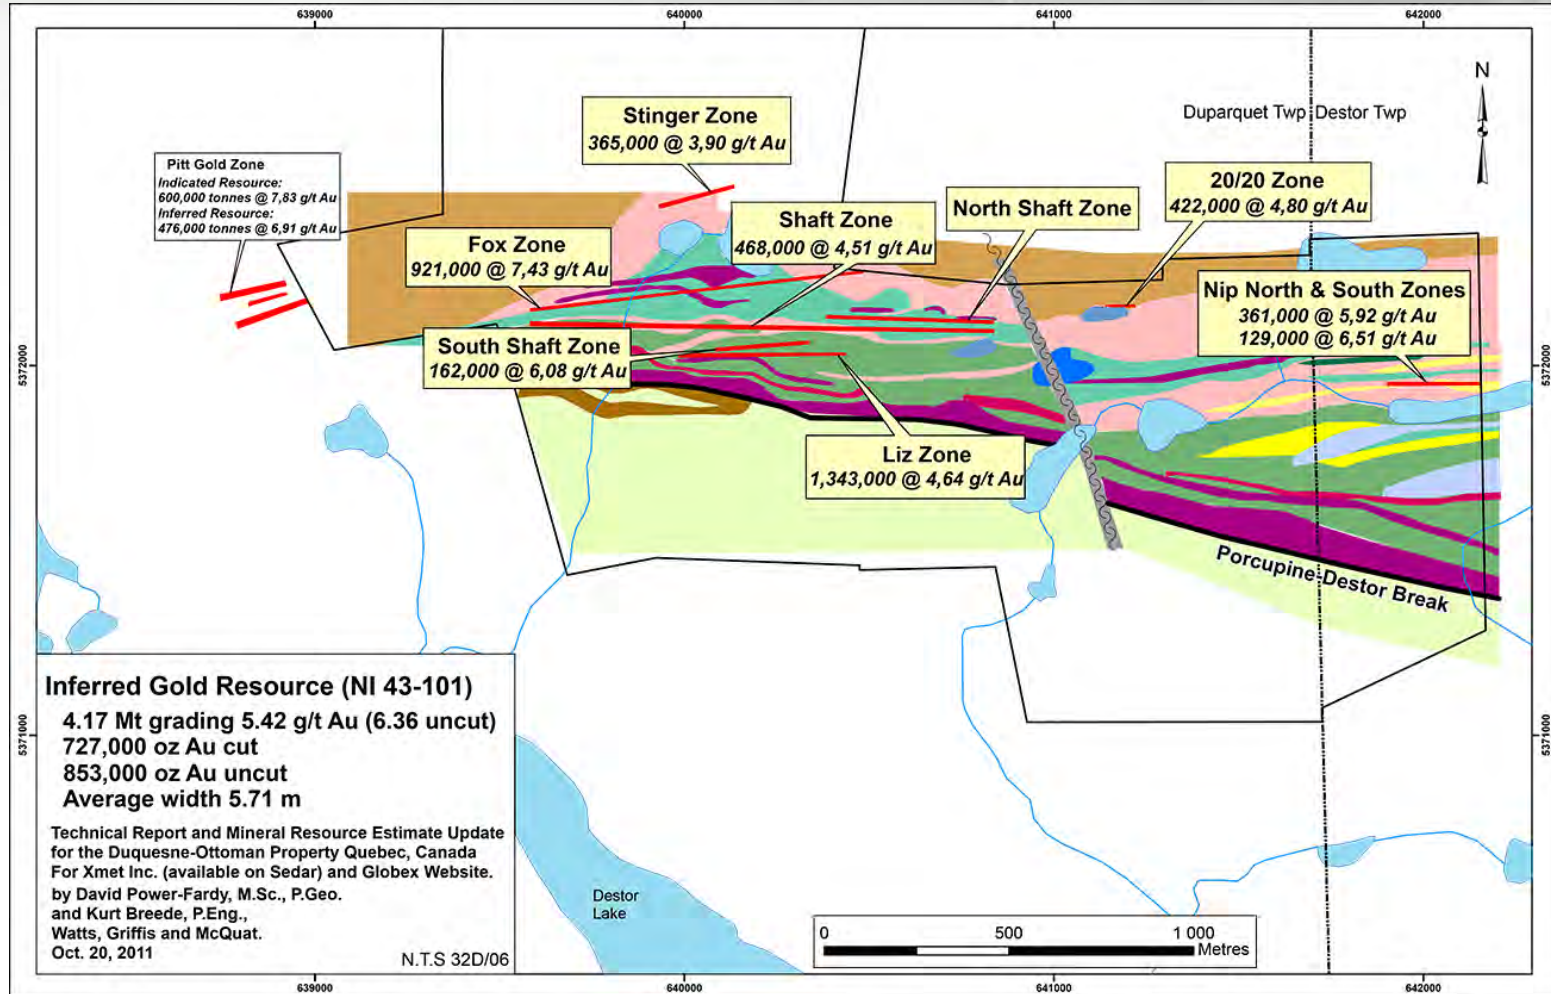 639000
640000
641000
642000
N
Duparquet Twp
Destor Twp
Stinger Zone
365,000 @ 3,90 g/t Au
Pitt Gold Zone
Indicated Resource:
600,000 tonnes @ 7,83 g/t Au
Inferred Resource:
476,000 tonnes @ 6,91 g/t Au
20/20 Zone
422,000 @ 4,80 g/t Au
North Shaft Zone
Shaft Zone
468,000 @ 4,51 g/t Au
Fox Zone
921,000 @ 7,43 g/t Au
Nip North & South Zones
361,000 @ 5,92 g/t Au
129,000 @ 6,51 g/t Au
South Shaft Zone
162,000 @ 6,08 g/t Au
5372000
5372000
Liz Zone
1,343,000 @ 4,64 g/t Au
Porcupine-Destor Break
Inferred Gold Resource (NI 43-101)
4.17 Mt grading 5.42 g/t Au (6.36 uncut)
727,000 oz Au cut
853,000 oz Au uncut
Average width 5.71 m
5371000
5371000
Technical Report and Mineral Resource Estimate Update
for the Duquesne-Ottoman Property Quebec, Canada
For Xmet Inc. (available on Sedar) and Globex Website.
by David Power-Fardy, M.Sc., P.Geo.
and Kurt Breede, P.Eng.,
Watts, Griffis and McQuat.
Oct. 20, 2011
N.T.S 32D/06
Destor
Lake
0
500
1 000
Metres
639000
640000
641000
642000